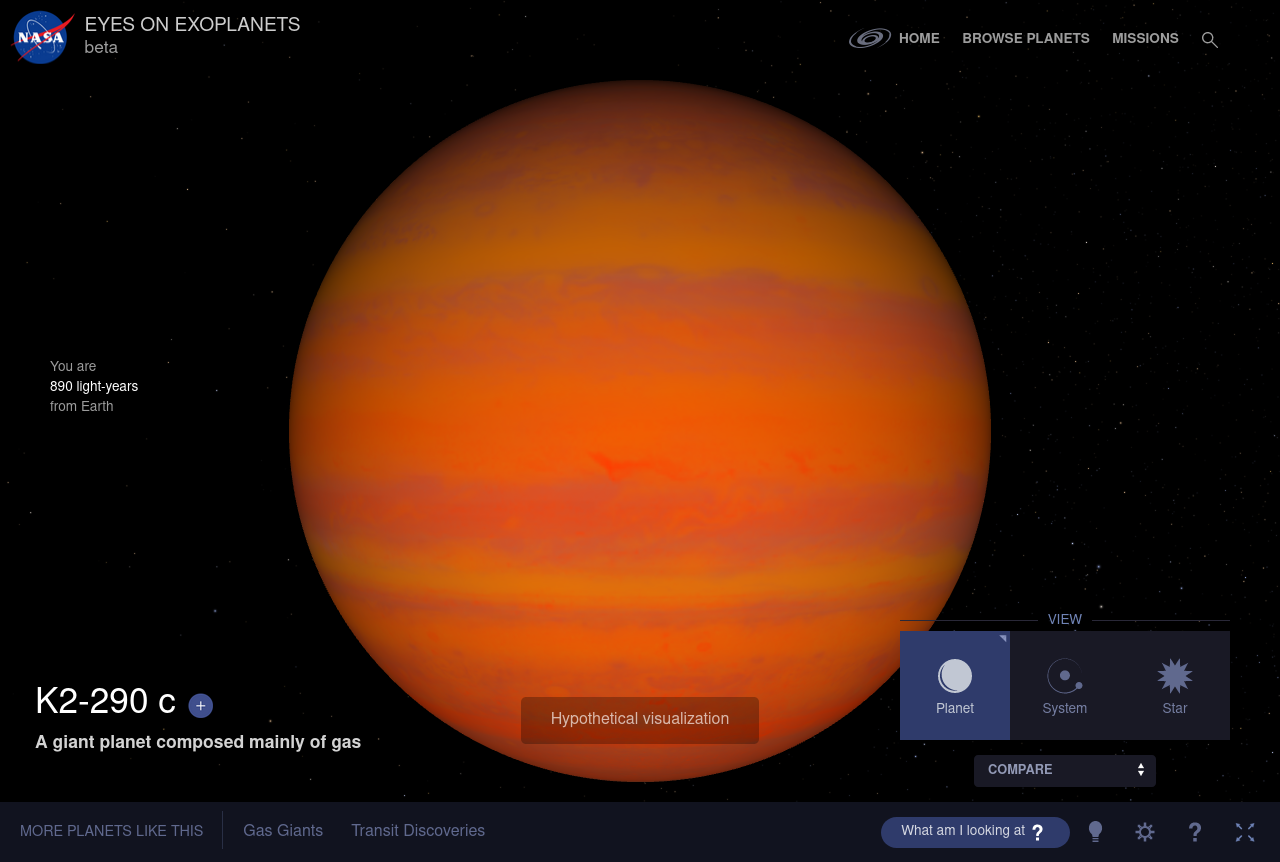 NASA
EYES ON EXOPLANETS
beta
HOME
BROWSE PLANETS
MISSIONS
You are
890 light-years
from Earth
VIEW
Planet
System
Star
K2-290 c +
A giant planet composed mainly of gas
Hypothetical visualization
COMPARE
MORE PLANETS LIKE THIS
Gas Giants
Transit Discoveries
What am I looking at ?
?